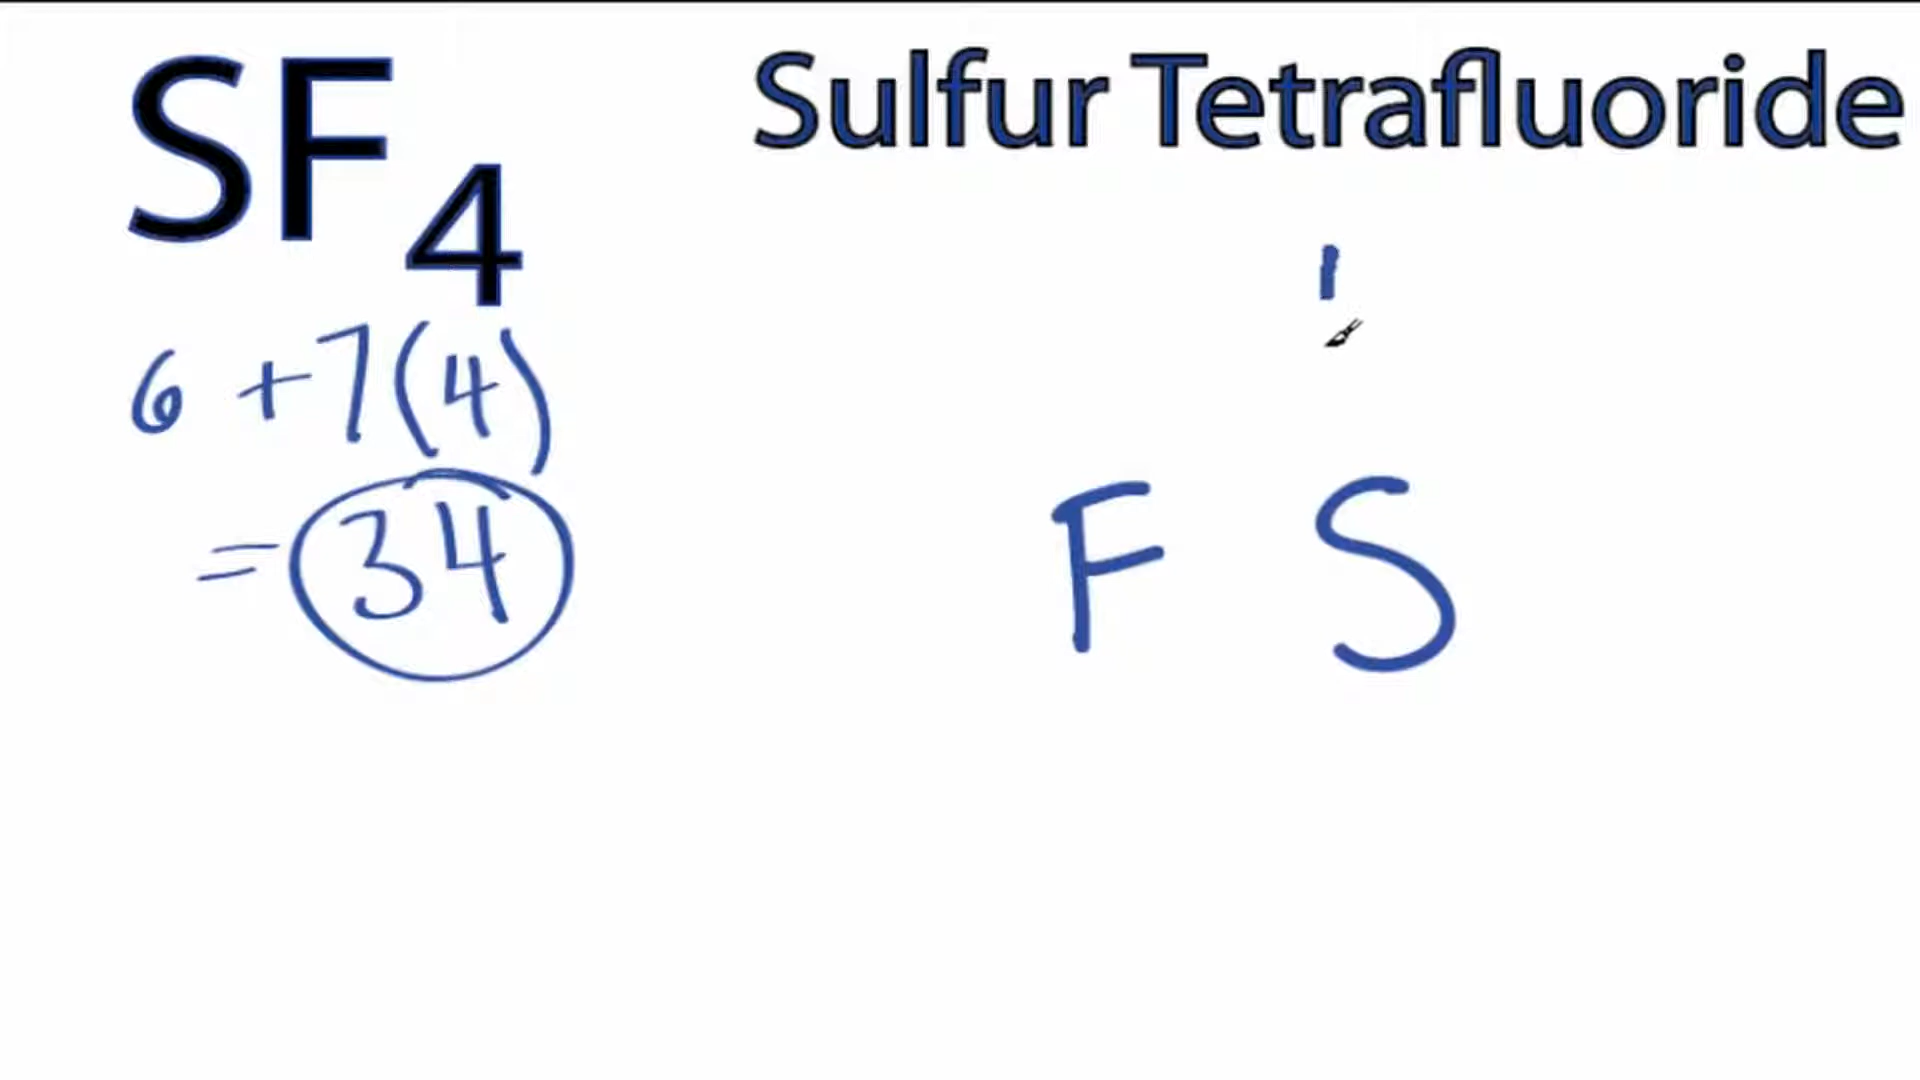 SF4
Sulfur Tetrafluoride
6 + 7(4)
= 34
F S